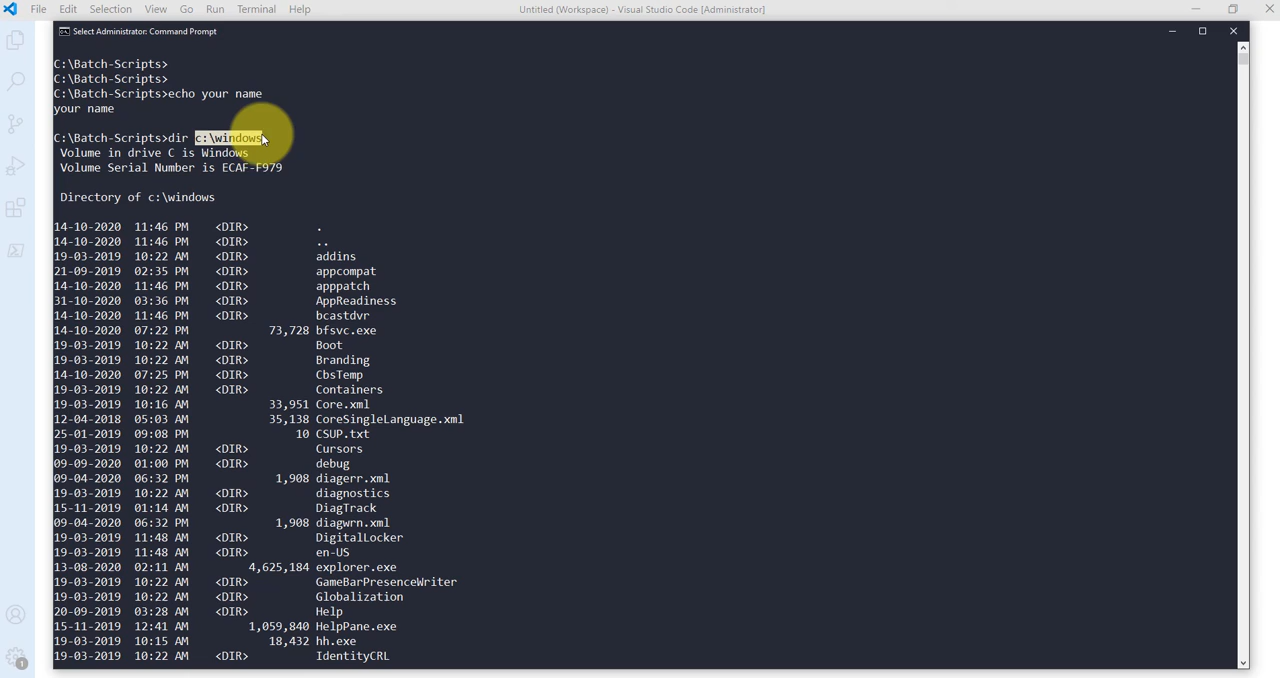 File Edit Selection View Go Run Terminal Help Untitled (Workspace) - Visual Studio Code [Administrator]
Select Administrator: Command Prompt
C:\Batch-Scripts>
C:\Batch-Scripts>
C:\Batch-Scripts>echo your name
your name
C:\Batch-Scripts>dir c:\windows
Volume in drive C is Windows
Volume Serial Number is ECAF-F979
Directory of c:\windows
14-10-2020 11:46 PM <DIR> .
14-10-2020 11:46 PM <DIR> ..
19-03-2019 10:22 AM <DIR> addins
21-09-2019 02:35 PM <DIR> appcompat
14-10-2020 11:46 PM <DIR> apppatch
31-10-2020 03:36 PM <DIR> AppReadiness
14-10-2020 11:46 PM <DIR> bcastdvr
14-10-2020 07:22 PM 73,728 bfsvc.exe
19-03-2019 10:22 AM <DIR> Boot
19-03-2019 10:22 AM <DIR> Branding
14-10-2020 07:25 PM <DIR> CbsTemp
19-03-2019 10:22 AM <DIR> Containers
19-03-2019 10:16 AM 33,951 Core.xml
12-04-2018 05:03 AM 35,138 CoreSingleLanguage.xml
25-01-2019 09:08 PM 10 CSUP.txt
19-03-2019 10:22 AM <DIR> Cursors
09-09-2020 01:00 PM <DIR> debug
09-04-2020 06:32 PM 1,908 diagerr.xml
19-03-2019 10:22 AM <DIR> diagnostics
15-11-2019 01:14 AM <DIR> DiagTrack
09-04-2020 06:32 PM 1,908 diagwrn.xml
19-03-2019 11:48 AM <DIR> DigitalLocker
19-03-2019 11:48 AM <DIR> en-US
13-08-2020 02:11 AM 4,625,184 explorer.exe
19-03-2019 10:22 AM <DIR> GameBarPresenceWriter
19-03-2019 10:22 AM <DIR> Globalization
20-09-2019 03:28 AM <DIR> Help
15-11-2019 12:41 AM 1,059,840 HelpPane.exe
19-03-2019 10:15 AM 18,432 hh.exe
19-03-2019 10:22 AM <DIR> IdentityCRL
1